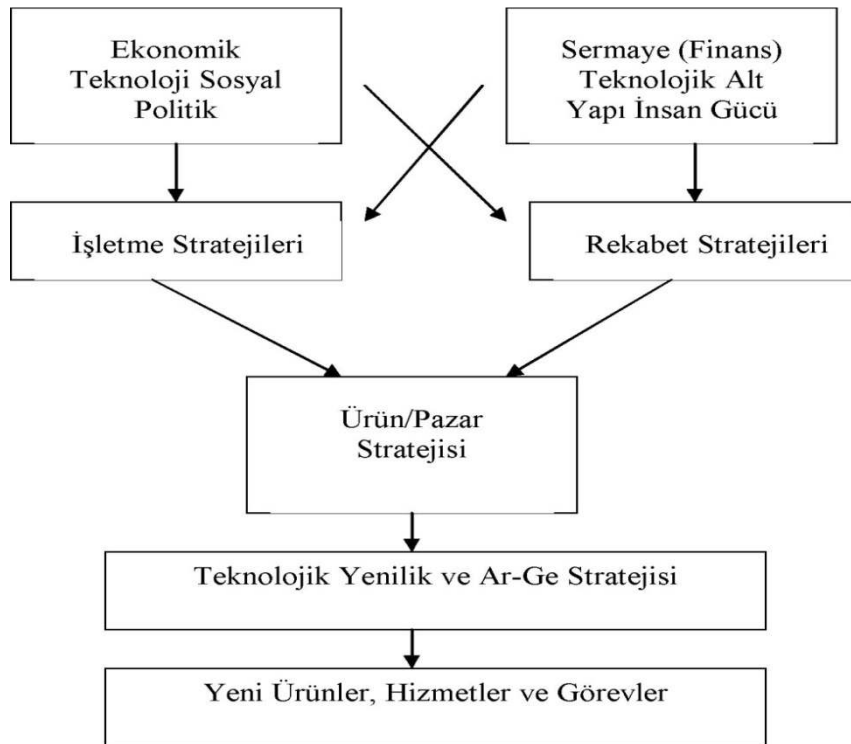 Ekonomik
Teknoloji Sosyal
Politik
Sermaye (Finans)
Teknolojik Alt
Yapı İnsan Gücü
İşletme Stratejileri
Rekabet Stratejileri
Ürün/Pazar
Stratejisi
Teknolojik Yenilik ve Ar-Ge Stratejisi
Yeni Ürünler, Hizmetler ve Görevler